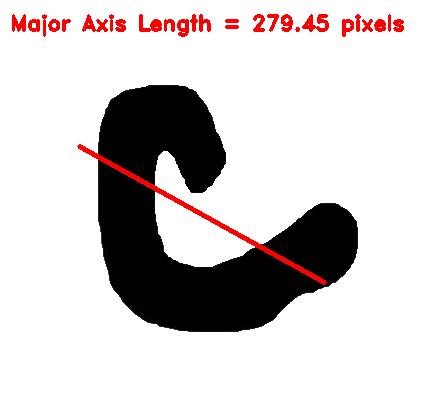 Major Axis Length = 279.45 pixels